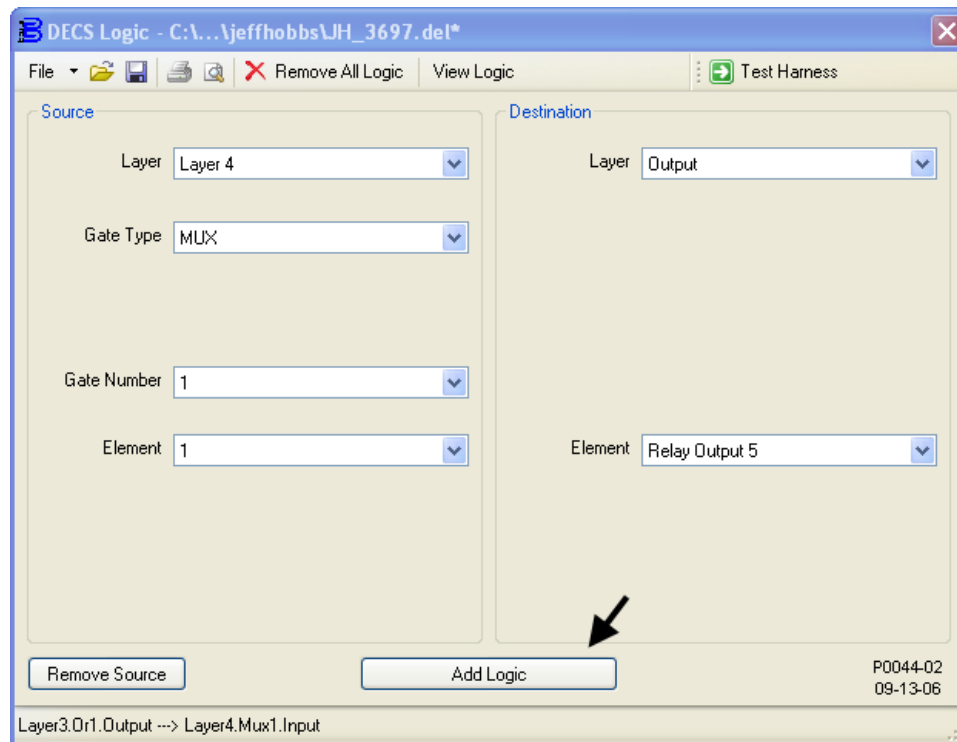 DECS Logic - C:\...\jeffhobbs\JH_3697.del*
File Remove All Logic View Logic Test Harness
Source
Layer Layer 4
Gate Type MUX
Gate Number 1
Element 1
Destination
Layer Output
Element Relay Output 5
Remove Source Add Logic
P0044-02
09-13-06
Layer3.Or1.Output ---> Layer4.Mux1.Input